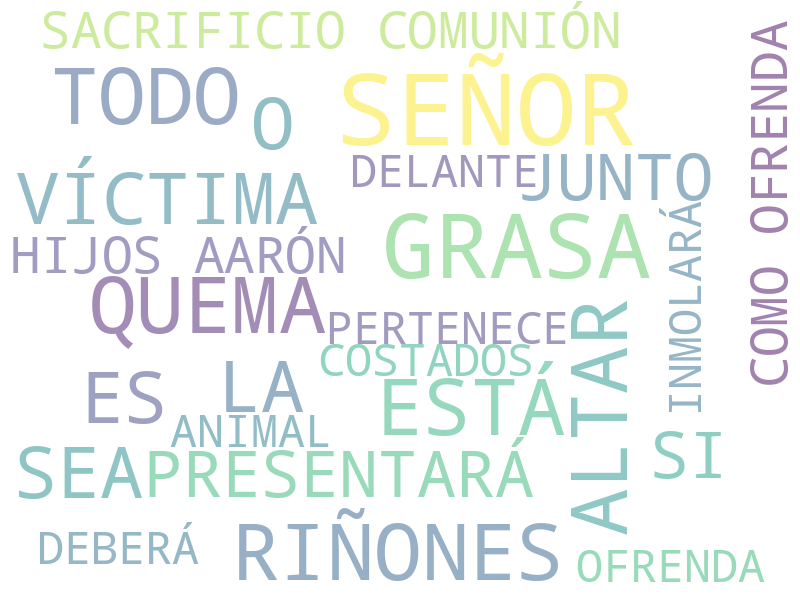 SACRIFICIO COMUNIÓN
TODO
O
SEÑOR
COMO OFRENDA
DELANTE
JUNTO
VÍCTIMA
INMOLARÁ
GRASA
HIJOS AARÓN
QUEMA
PERTENECE
ALTAR
COSTADOS
ES
LA
ESTÁ
ANIMAL
SI
SEA
PRESENTARÁ
DEBERÁ
RIÑONES
OFRENDA